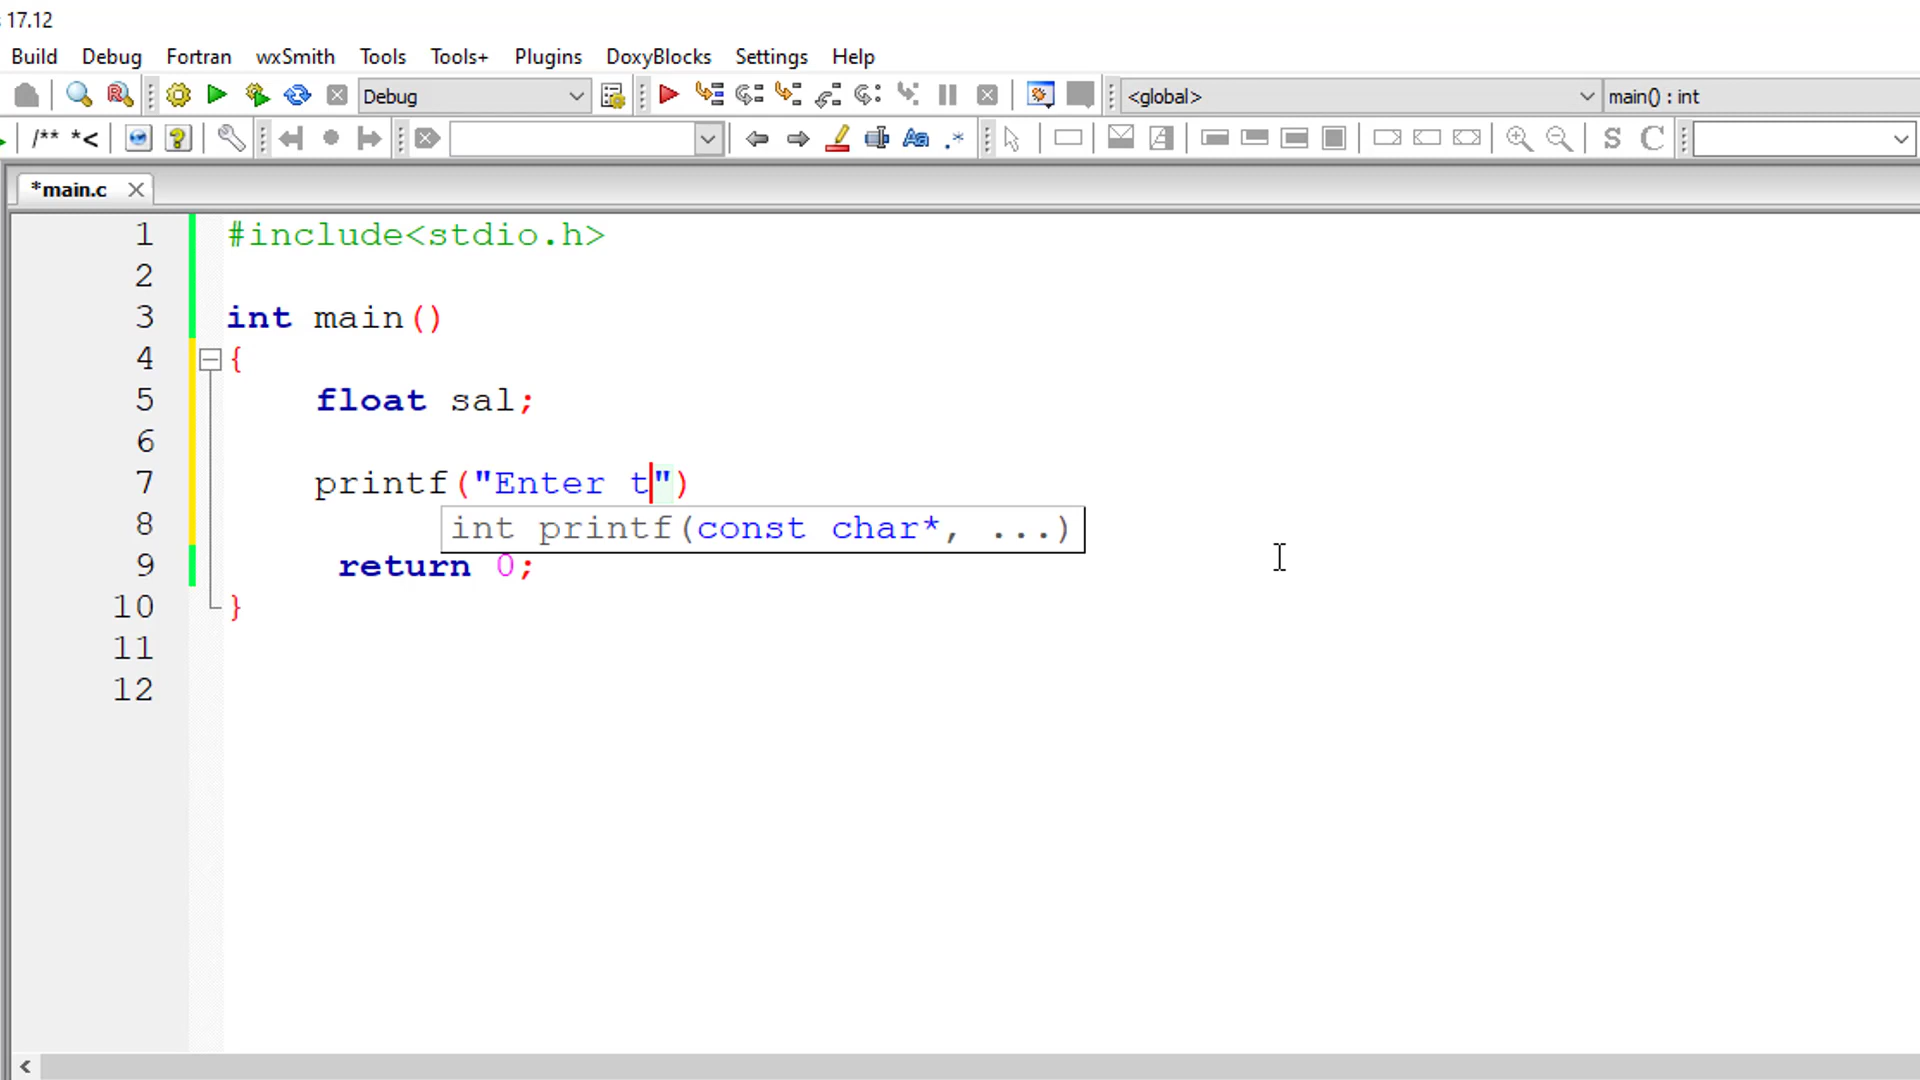 17.12
Build Debug Fortran wxSmith Tools Tools+ Plugins DoxyBlocks Settings Help
Debug <global> main() : int
/** *<
*main.c
1 #include<stdio.h>
2
3 int main()
4 {
5 float sal;
6
7 printf("Enter t")
8 int printf(const char*, ...)
9 return 0;
10 }
11
12